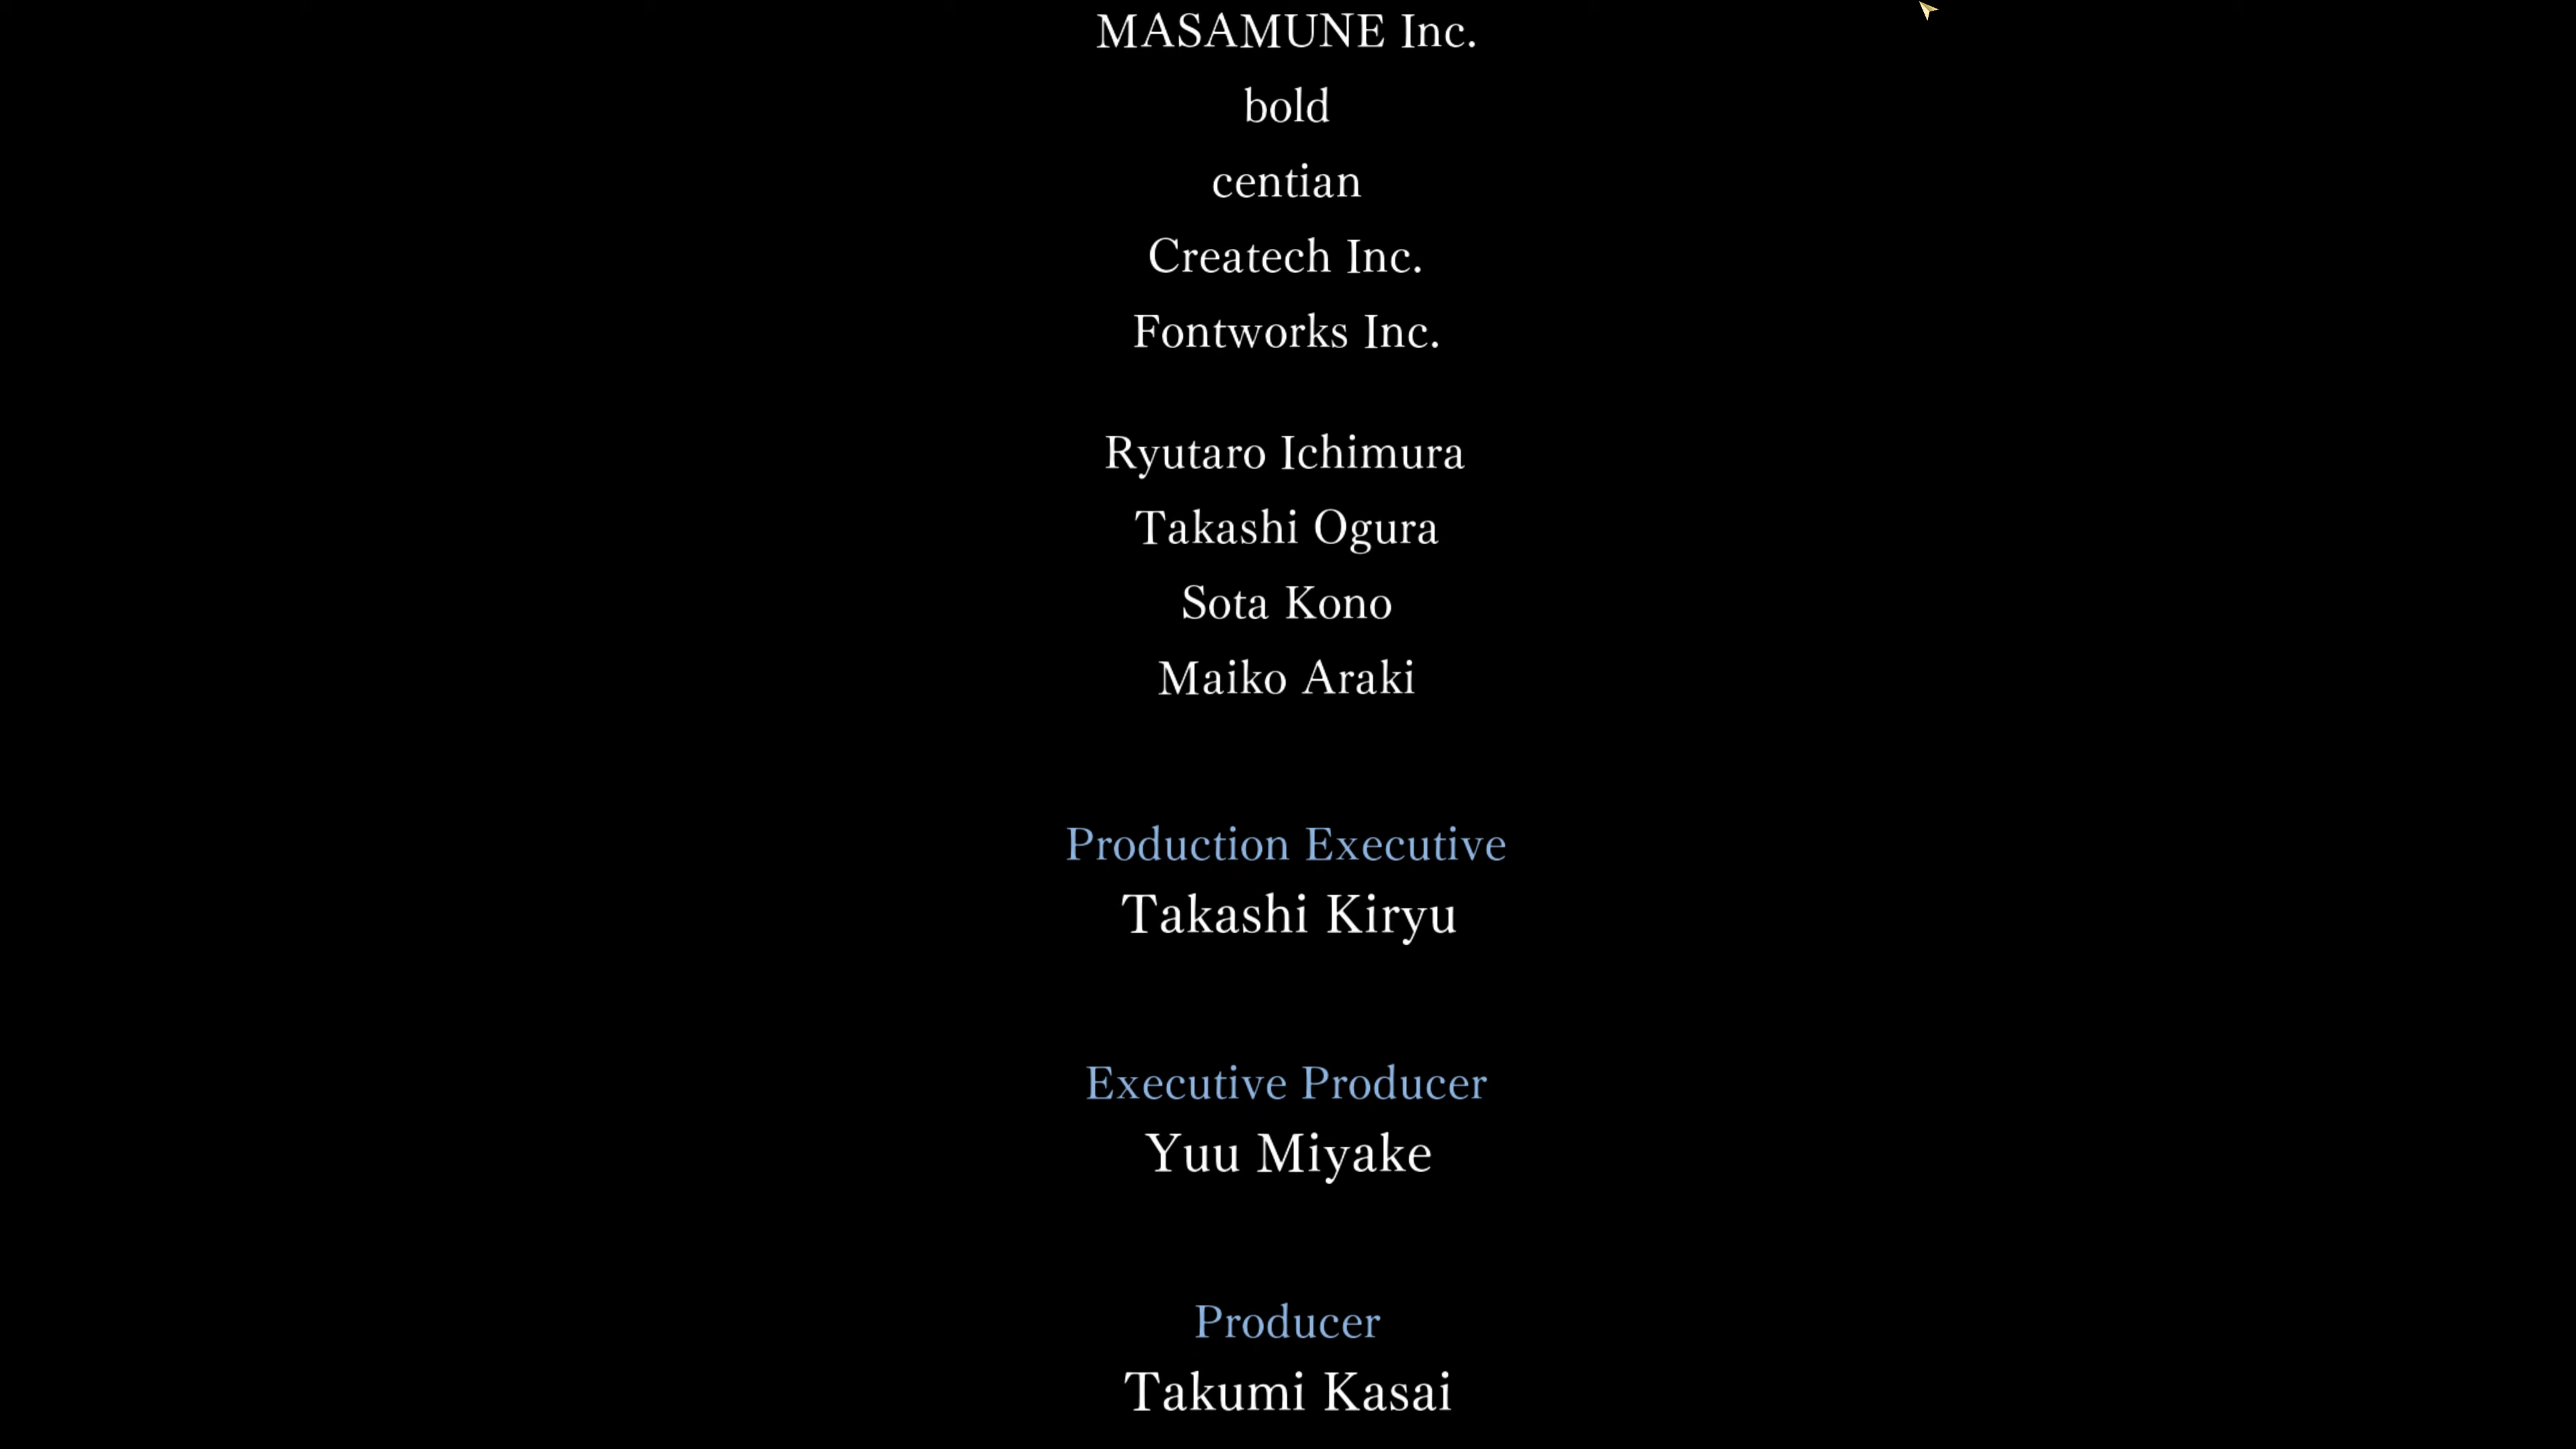 MASAMUNE Inc.
bold
centian
Createch Inc.
Fontworks Inc.
Ryutaro Ichimura
Takashi Ogura
Sota Kono
Maiko Araki
Production Executive
Takashi Kiryu
Executive Producer
Yuu Miyake
Producer
Takumi Kasai